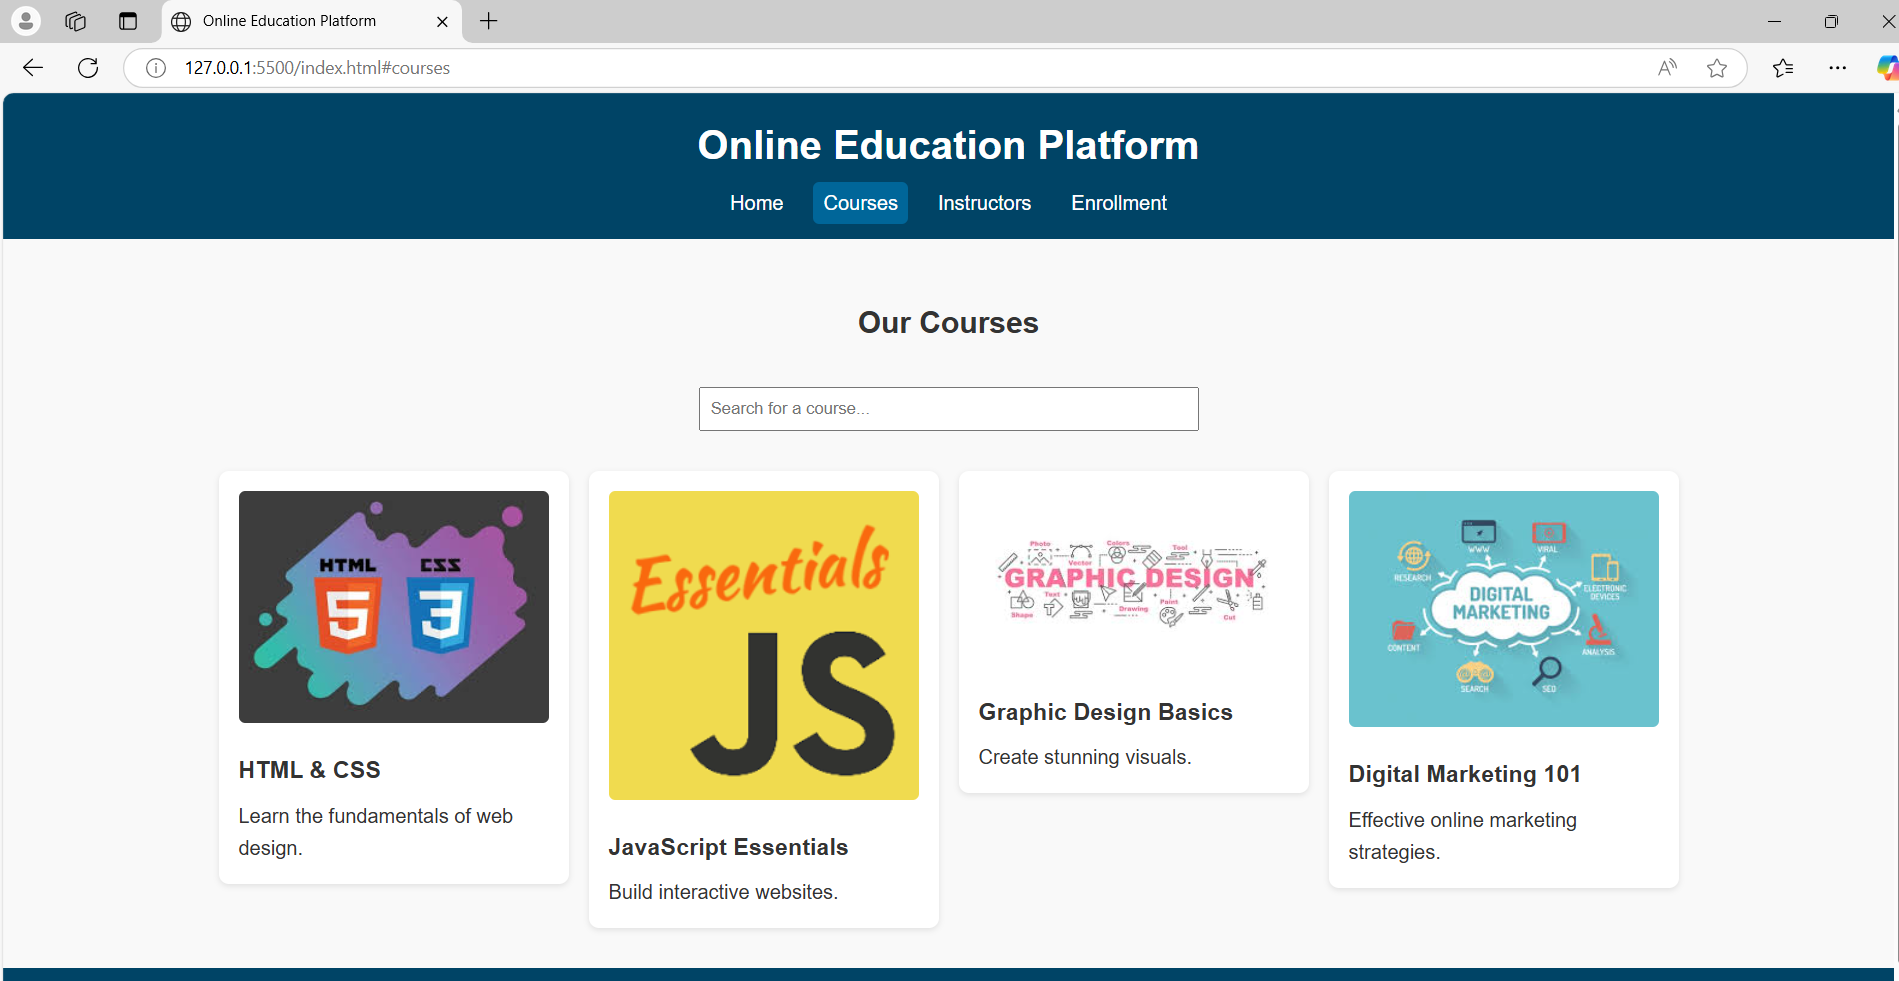 Online Education Platform
127.0.0.1:5500/index.html#courses
Online Education Platform
Home Courses Instructors Enrollment
Our Courses
Search for a course...
HTML CSS
5 3
HTML & CSS
Learn the fundamentals of web
design.
Essentials
JS
JavaScript Essentials
Build interactive websites.
Photo Colors Tool
Vector
GRAPHIC DESIGN
Text Paint
Shape Drawing Cut
Graphic Design Basics
Create stunning visuals.
WWW VIRAL
RESEARCH ELECTRONIC
DEVICES
DIGITAL
MARKETING
CONTENT ANALYSIS
SEARCH SEO
Digital Marketing 101
Effective online marketing
strategies.